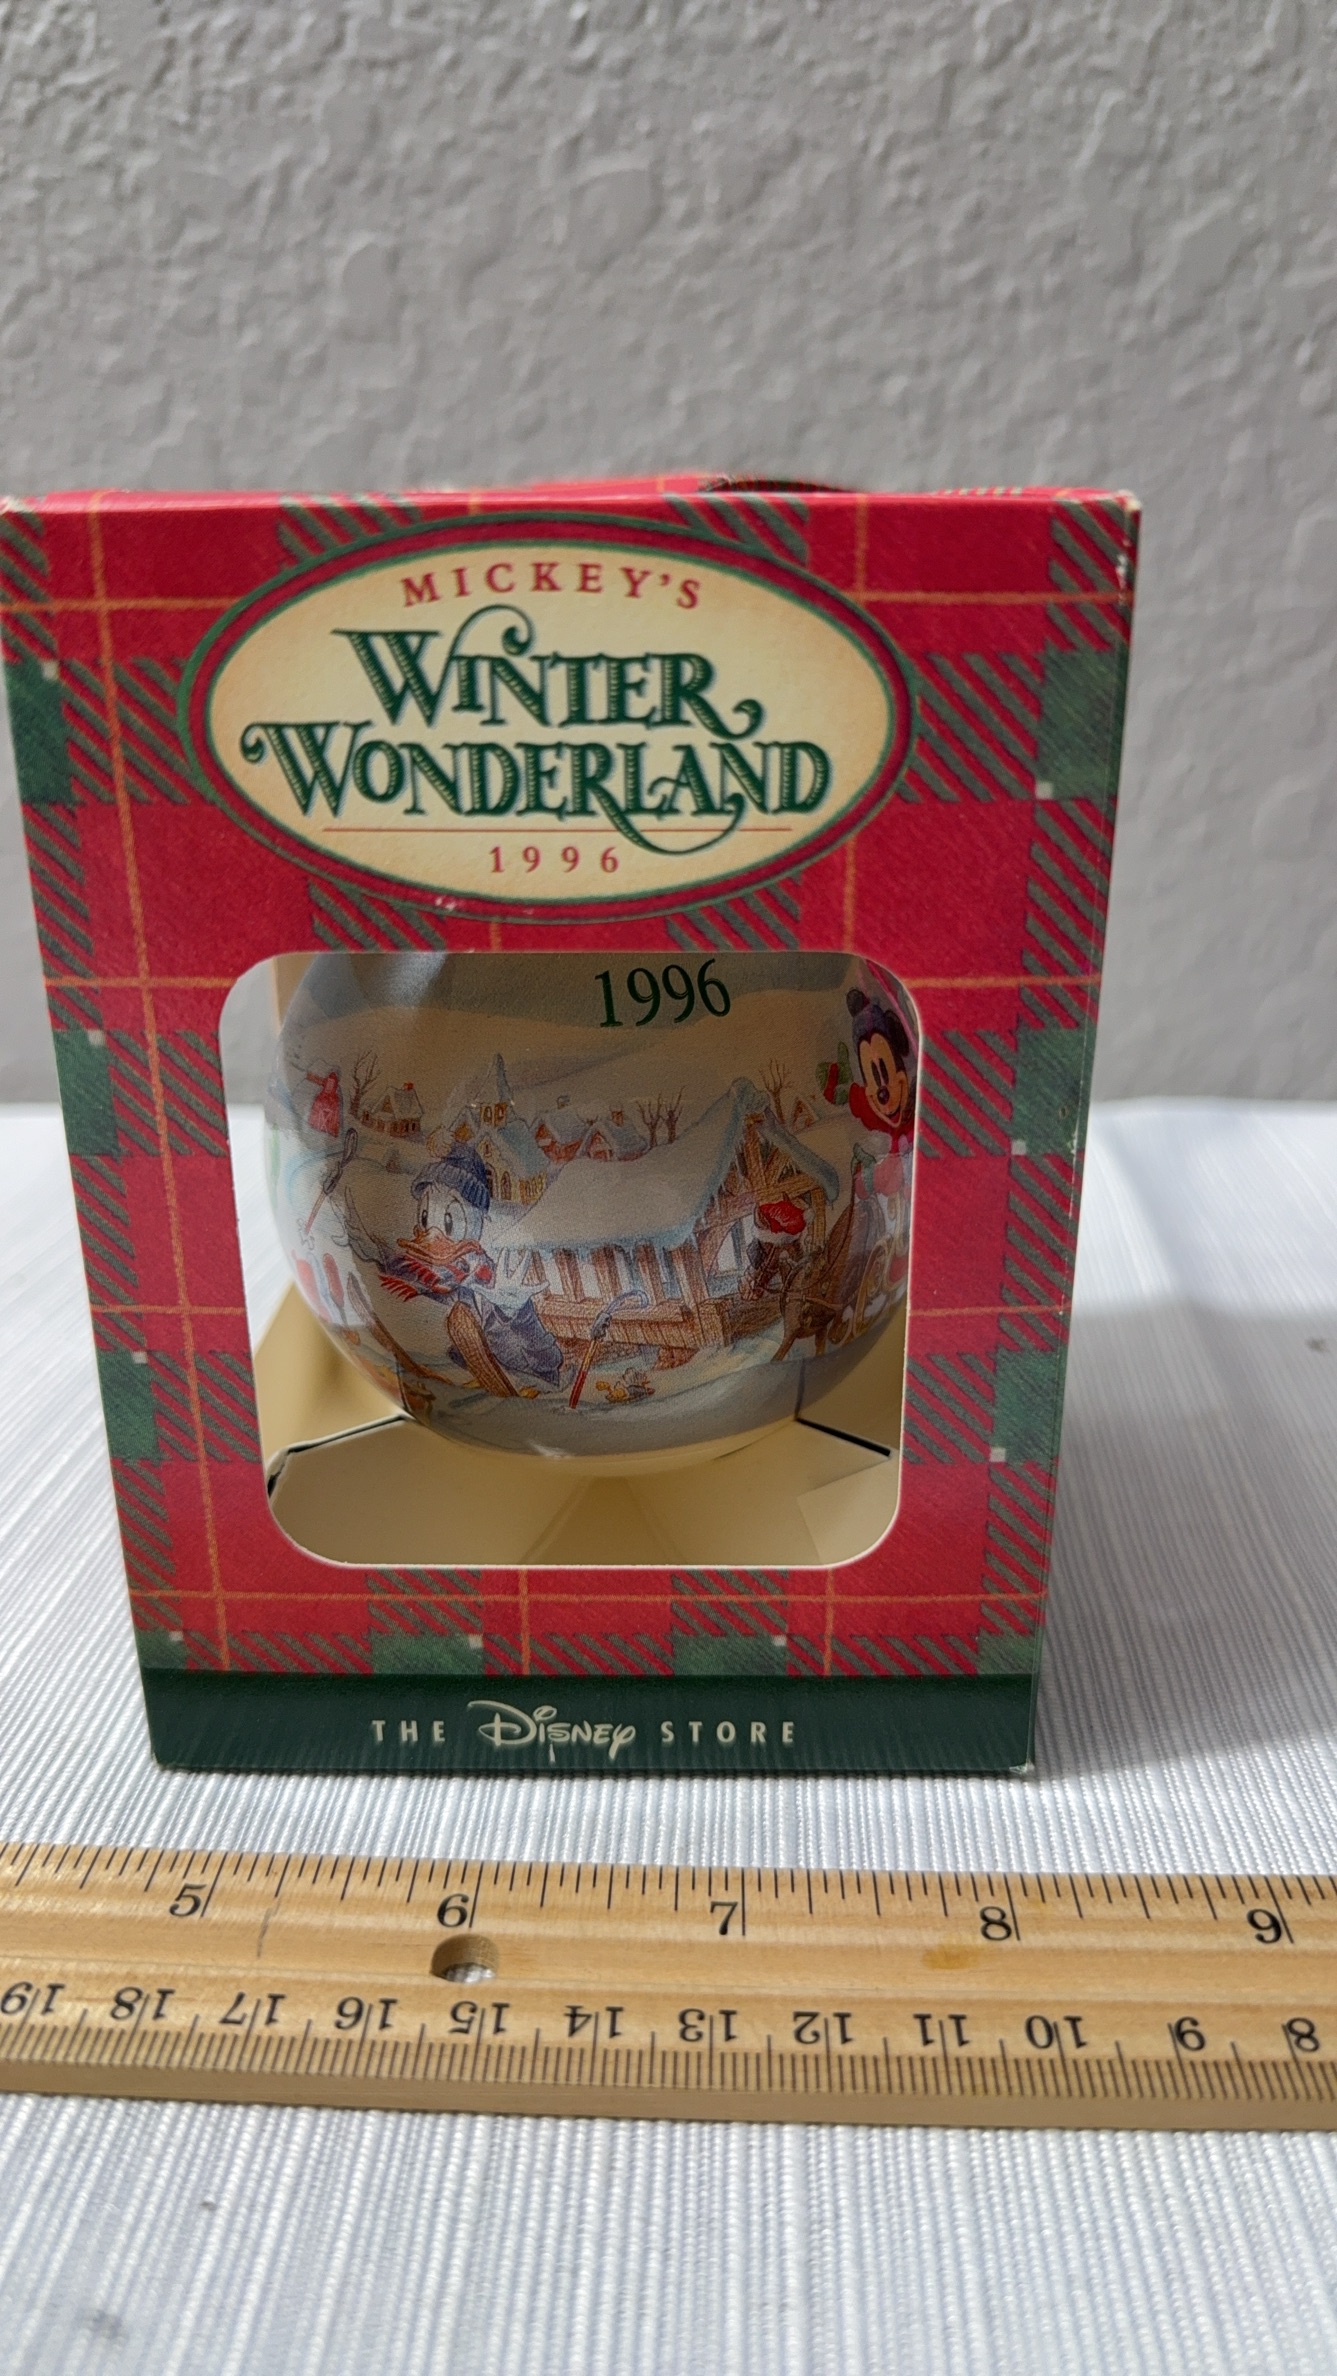 MICKEY'S
WINTER
WONDERLAND
1996
1996
THE DISNEY STORE
5 6 7 8 9
19 18 17 16 15 14 13 12 11 10 9 8